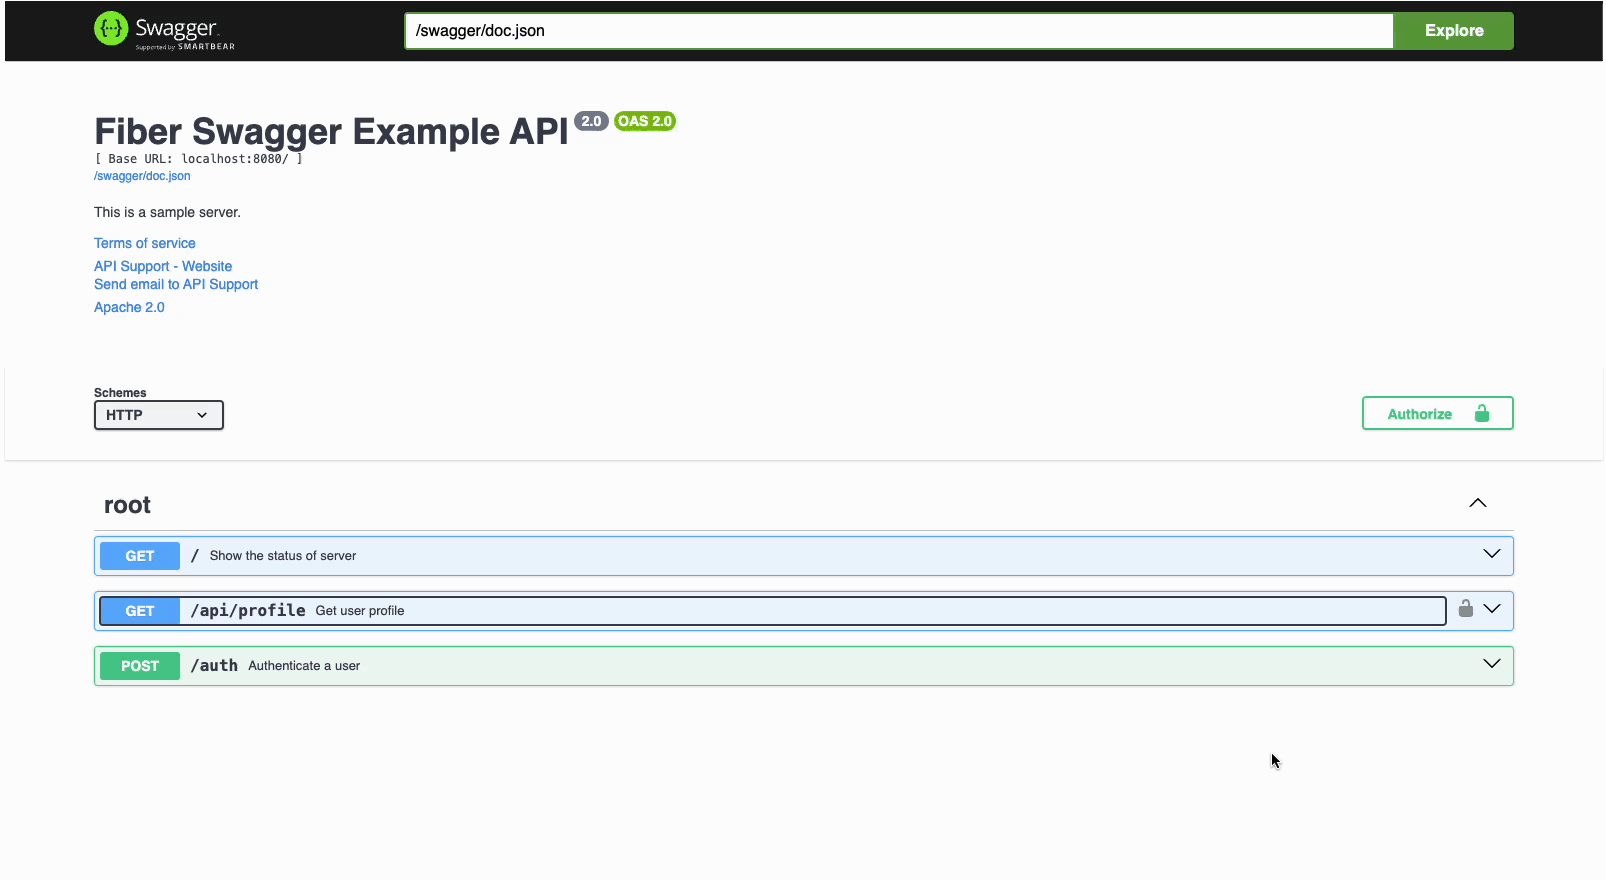 Swagger
Supported by SMARTBEAR
/swagger/doc.json
Explore
Fiber Swagger Example API 2.0 OAS 2.0
[ Base URL: localhost:8080/ ]
/swagger/doc.json
This is a sample server.
Terms of service
API Support - Website
Send email to API Support
Apache 2.0
Schemes
HTTP
Authorize
root
GET / Show the status of server
GET /api/profile Get user profile
POST /auth Authenticate a user